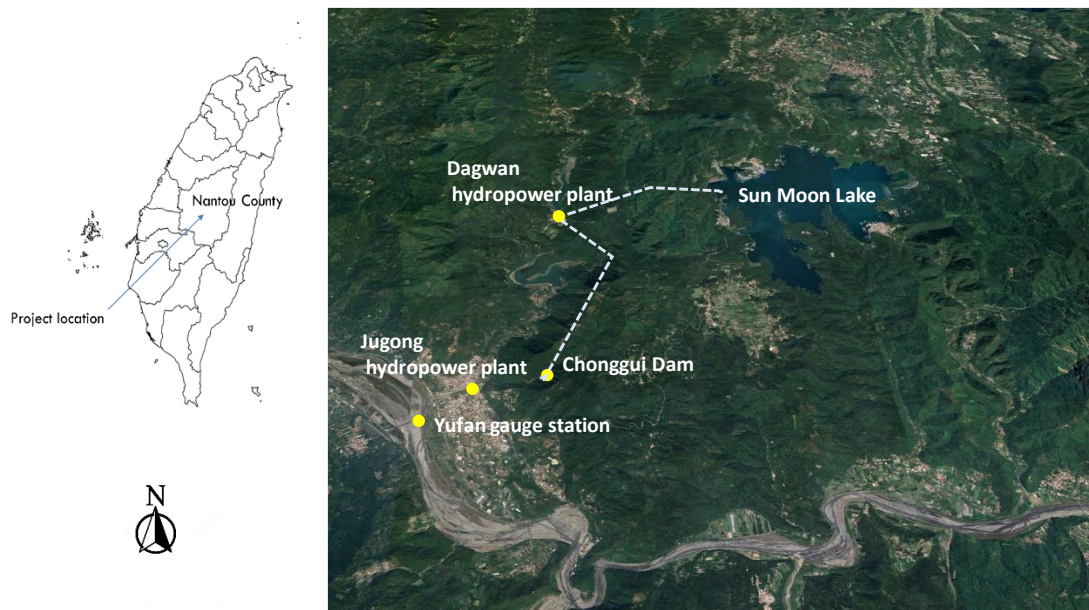 Nantou County
Project location
N
Dagwan
hydropower plant
Sun Moon Lake
Jugong
hydropower plant
Chonggui Dam
Yufan gauge station